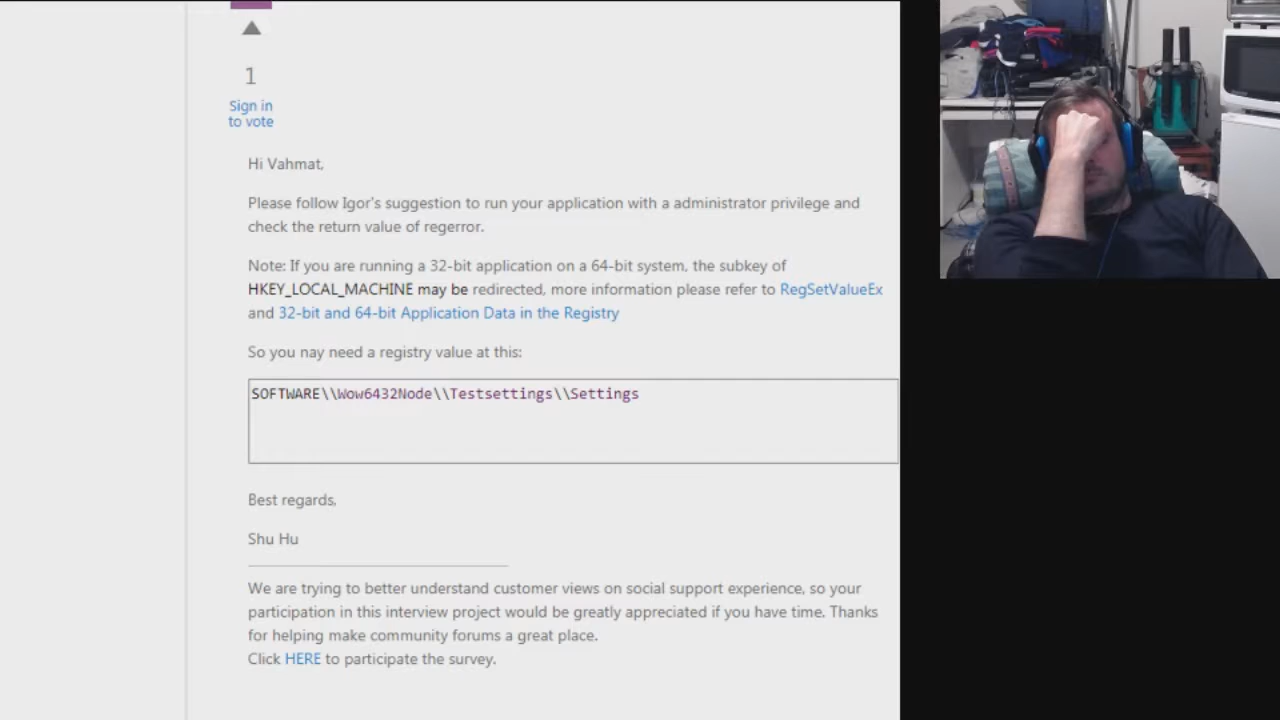 1
Sign in
to vote
Hi Vahmat,
Please follow Igor's suggestion to run your application with a administrator privilege and
check the return value of regerror.
Note: If you are running a 32-bit application on a 64-bit system, the subkey of
HKEY_LOCAL_MACHINE may be redirected, more information please refer to RegSetValueEx
and 32-bit and 64-bit Application Data in the Registry
So you nay need a registry value at this:
SOFTWARE\\Wow6432Node\\Testsettings\\Settings
Best regards,
Shu Hu
We are trying to better understand customer views on social support experience, so your
participation in this interview project would be greatly appreciated if you have time. Thanks
for helping make community forums a great place.
Click HERE to participate the survey.